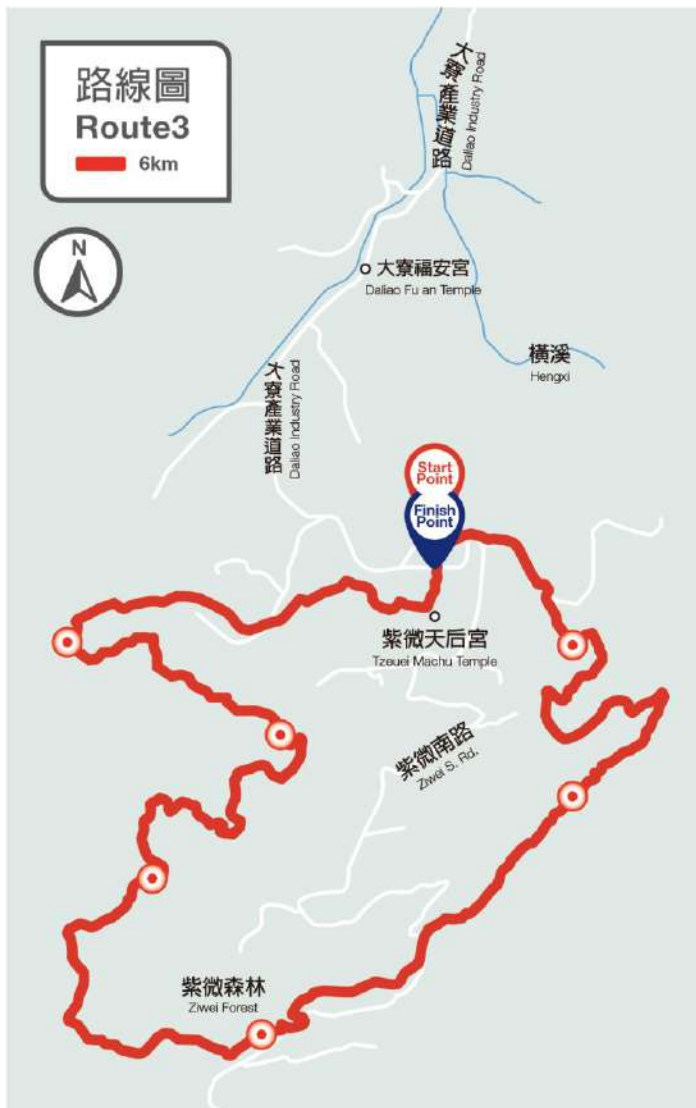 路線圖
Route3
6km
N
大寮產業道路
Daliao Industry Road
大寮福安宮
Daliao Fu an Temple
橫溪
Hengxi
大寮產業道路
Daliao Industry Road
Start
Point
Finish
Point
紫微天后宮
Tzeuei Machu Temple
紫微南路
Ziwei S. Rd.
紫微森林
Ziwei Forest